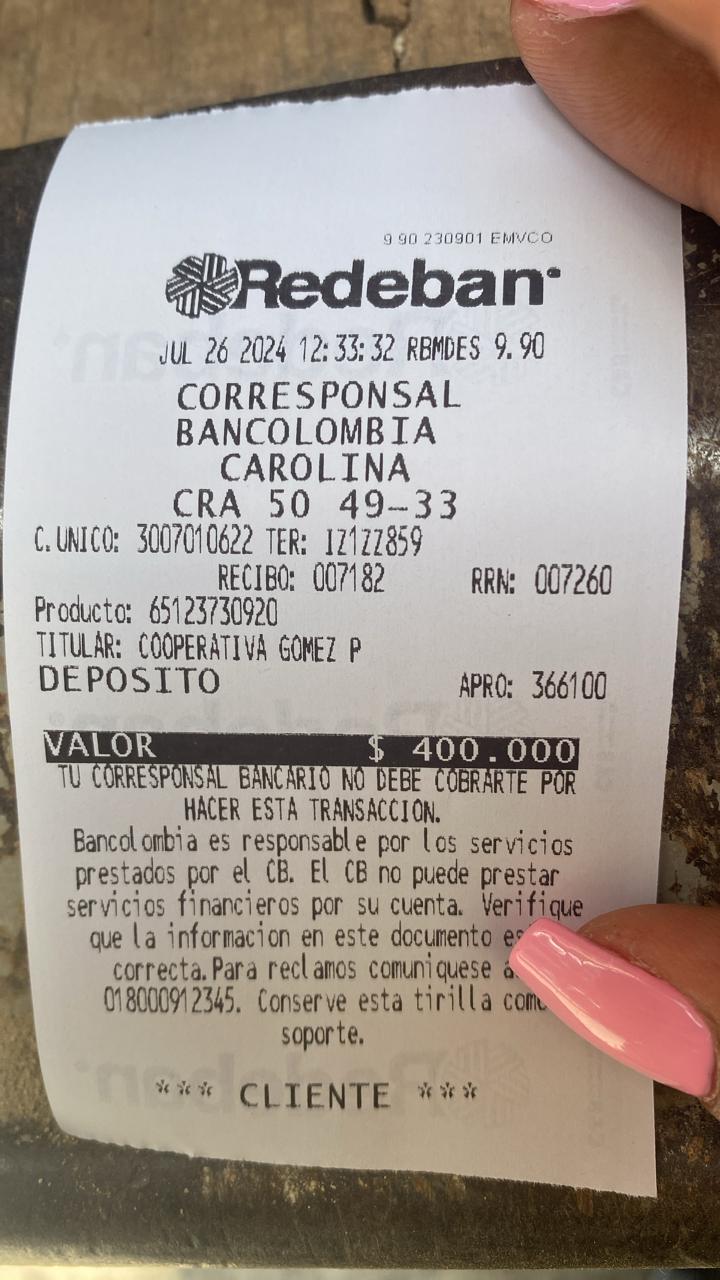 9 90 230901 EMVCO
Redeban
JUL 26 2024 12:33:32 RBMDES 9.90
CORRESPONSAL
BANCOLOMBIA
CAROLINA
CRA 50 49-33
C.UNICO: 3007010622 TER: IZ1ZZ859
RECIBO: 007182 RRN: 007260
Producto: 65123730920
TITULAR: COOPERATIVA GOMEZ P
DEPOSITO APRO: 366100
VALOR $ 400.000
TU CORRESPONSAL BANCARIO NO DEBE COBRARTE POR
HACER ESTA TRANSACCION.
Bancolombia es responsable por los servicios
prestados por el CB. El CB no puede prestar
servicios financieros por su cuenta. Verifique
que la informacion en este documento
correcta.Para reclamos comuniquese
018000912345. Conserve esta tirilla
soporte.
*** CLIENTE ***